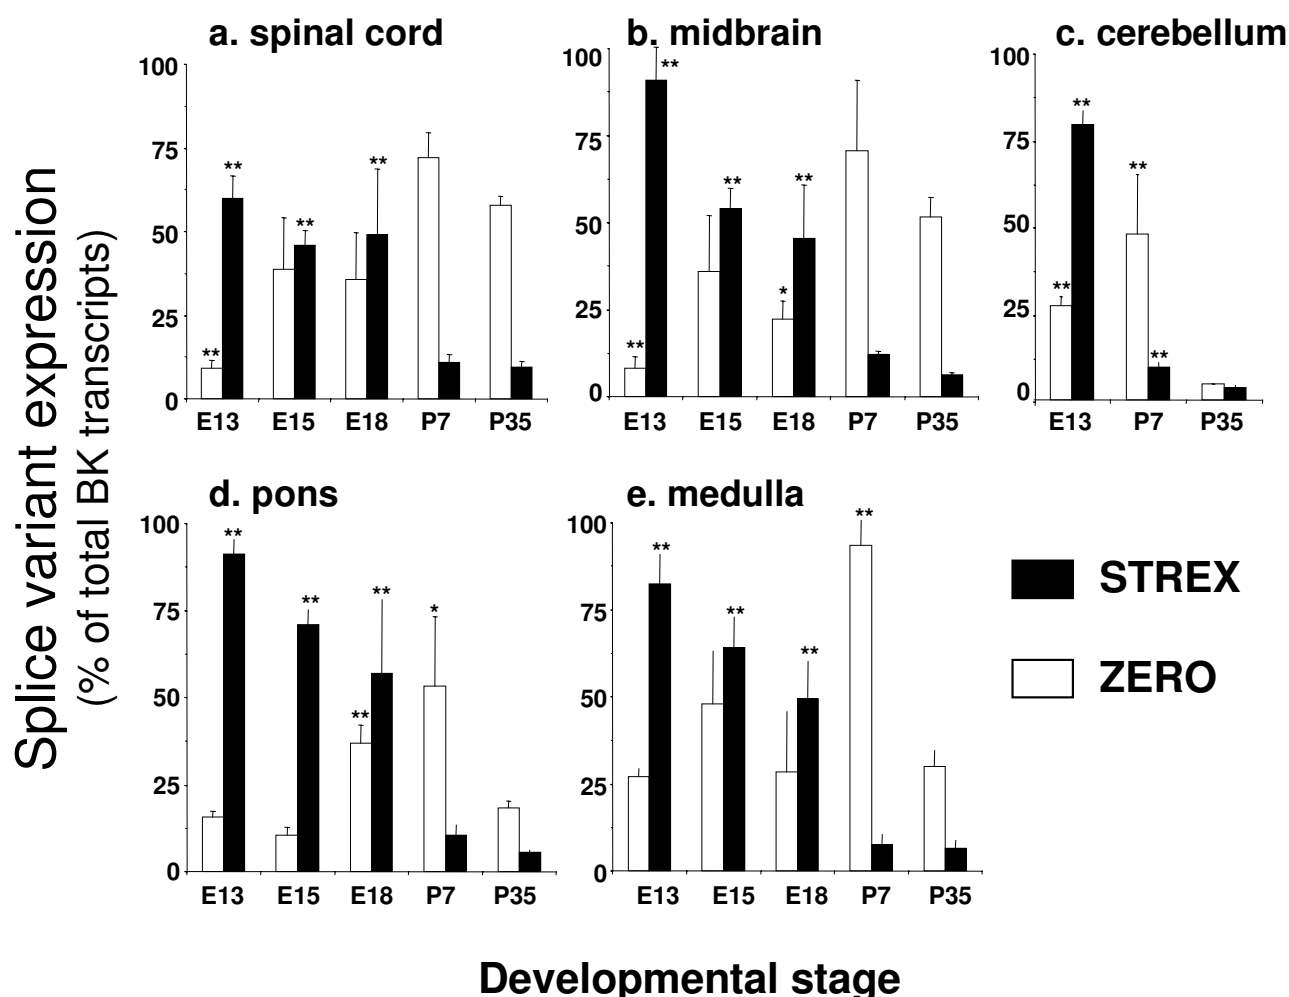 Splice variant expression
(% of total BK transcripts)
a. spinal cord
100
75
50
25
0
** ** ** **
E13 E15 E18 P7 P35
b. midbrain
100
75
50
25
0
** ** ** * **
E13 E15 E18 P7 P35
c. cerebellum
100
75
50
25
0
** ** ** **
E13 P7 P35
d. pons
100
75
50
25
0
** ** ** ** *
E13 E15 E18 P7 P35
e. medulla
100
75
50
25
0
** ** ** **
E13 E15 E18 P7 P35
STREX
ZERO
Developmental stage